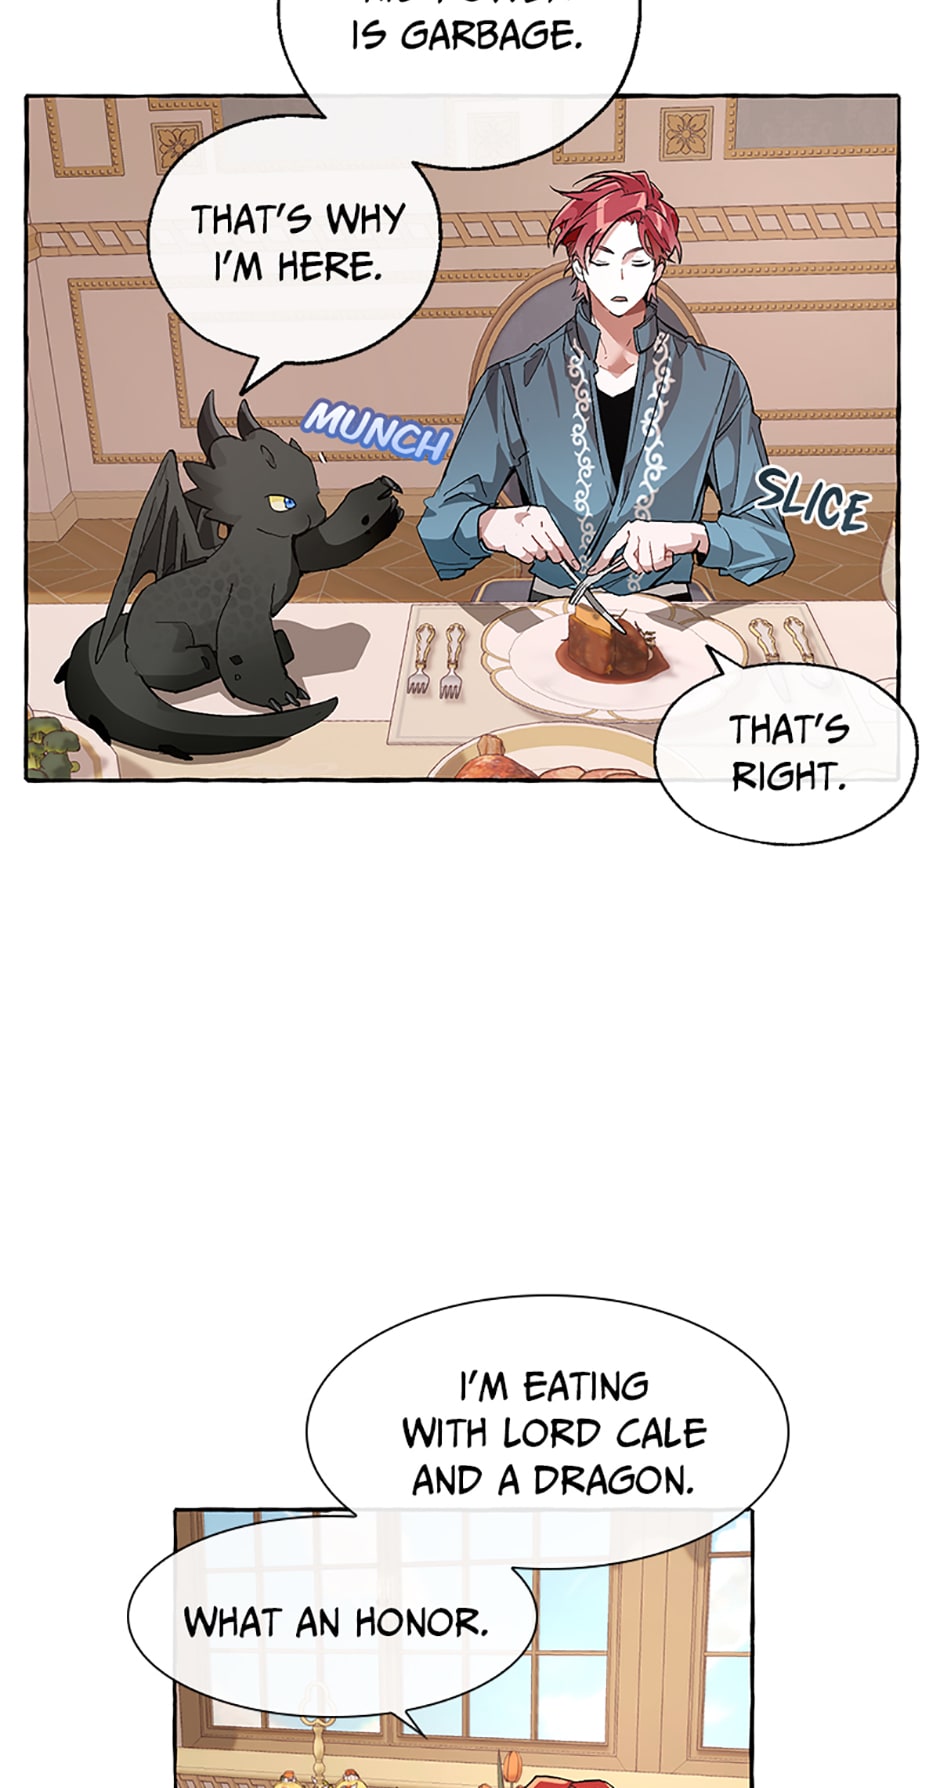 IS GARBAGE.
THAT'S WHY
I'M HERE.
MUNCH
SLICE
THAT'S
RIGHT.
I'M EATING
WITH LORD CALE
AND A DRAGON.
WHAT AN HONOR.